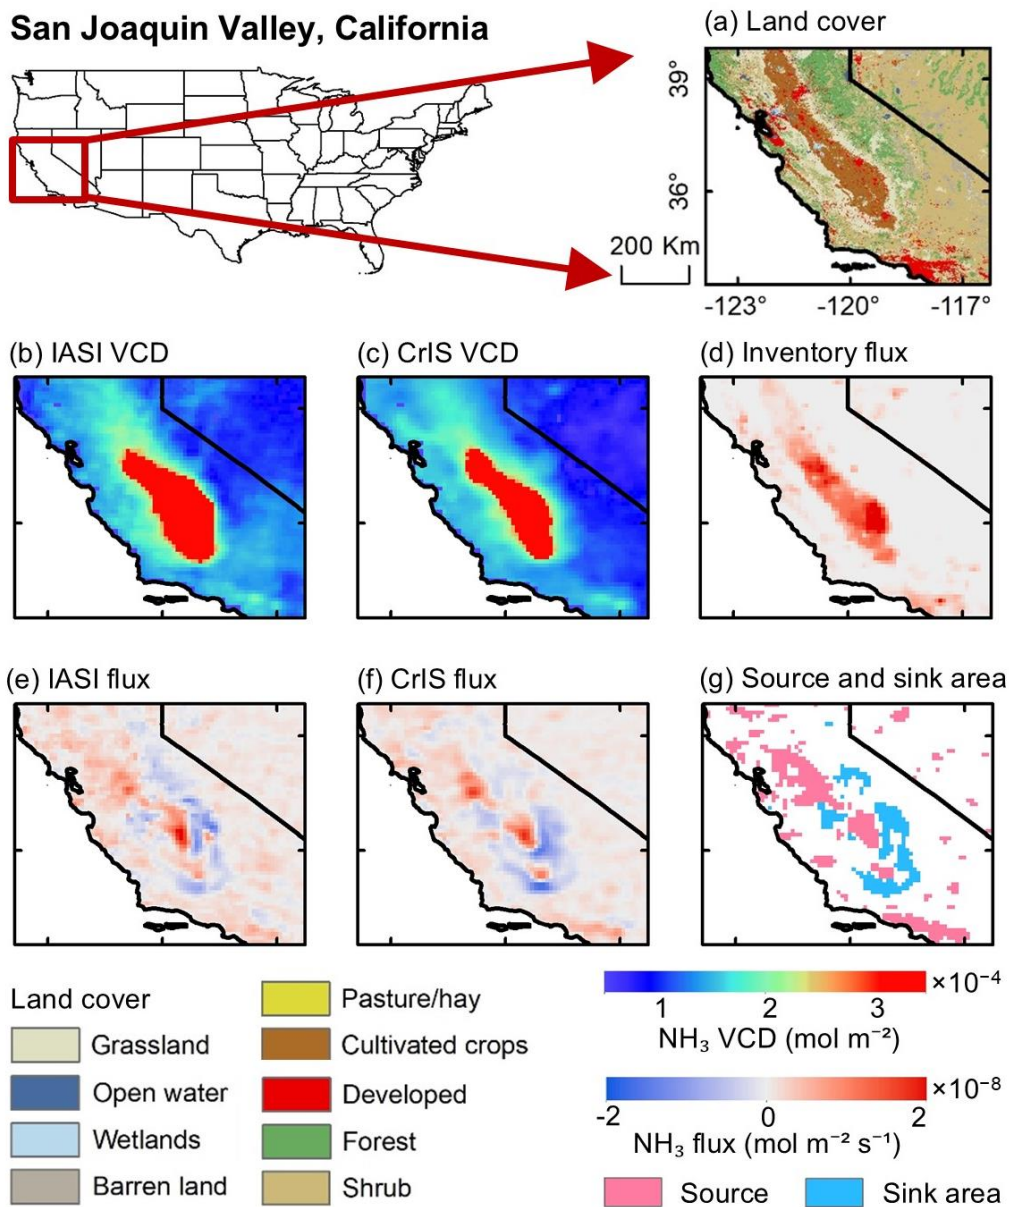 San Joaquin Valley, California
(a) Land cover
39°
36°
200 Km
-123°
-120°
-117°
(b) IASI VCD
(c) CrIS VCD
(d) Inventory flux
(e) IASI flux
(f) CrIS flux
(g) Source and sink area
Land cover
Grassland
Open water
Wetlands
Barren land
Pasture/hay
Cultivated crops
Developed
Forest
Shrub
1 2 3 ×10⁻⁴
NH₃ VCD (mol m⁻²)
-2 0 2 ×10⁻⁸
NH₃ flux (mol m⁻² s⁻¹)
Source
Sink area